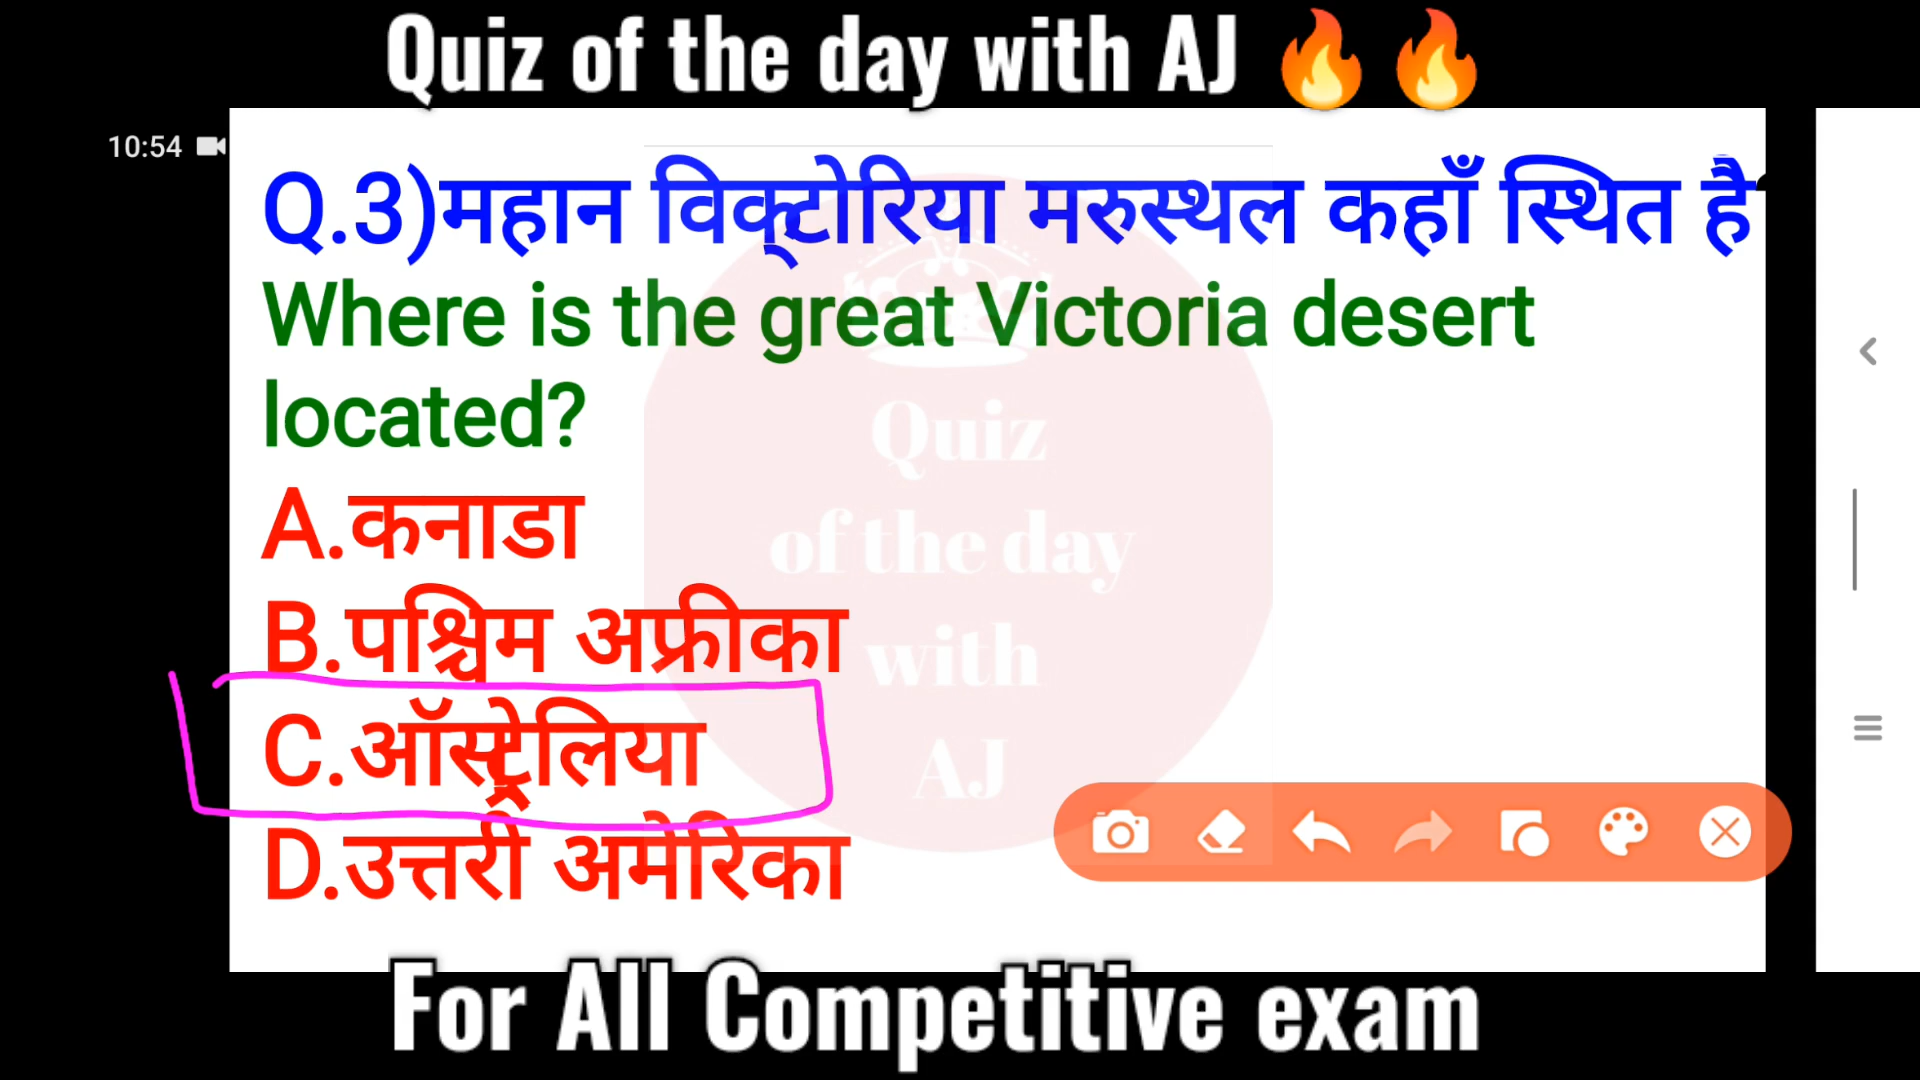 Quiz of the day with AJ 🔥🔥
10:54
Q.3)महान विक्टोरिया मरुस्थल कहाँ स्थित है
Where is the great Victoria desert
located?
A.कनाडा
B.पश्चिम अफ्रीका
C.ऑस्ट्रेलिया
D.उत्तरी अमेरिका
Quiz
of the day
with
AJ
For All Competitive exam